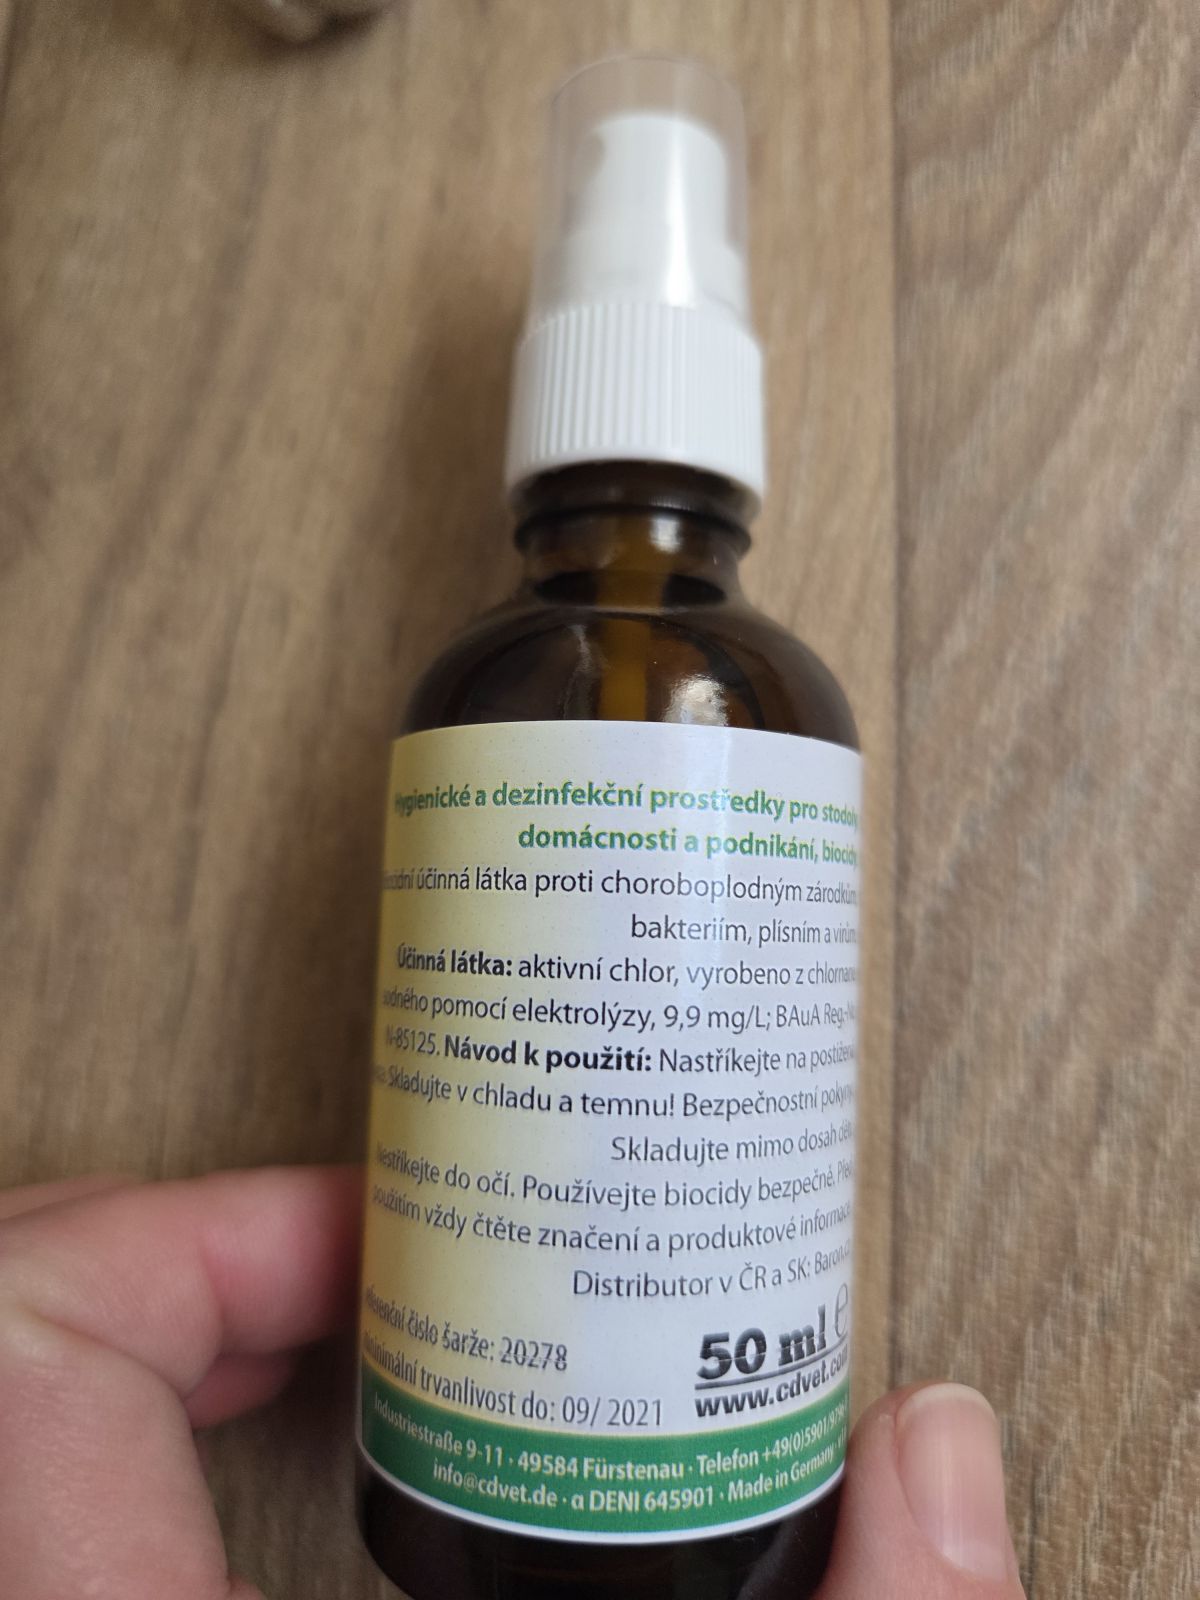 Hygienické a dezinfekční prostředky pro stodoly,
domácnosti a podnikání, biocidy
účinná látka proti choroboplodným zárodkům,
bakteriím, plísním a virům
Účinná látka: aktivní chlor, vyrobeno z
sodného pomocí elektrolýzy, 9,9 mg/L; BAuA Reg.-
N-85125. Návod k použití: Nastříkejte na
Skladujte v chladu a temnu! Bezpečnostní pokyny
Skladujte mimo dosah dětí
Nestříkejte do očí. Používejte biocidy bezpečně. Před
použitím vždy čtěte značení a produktové informace
Distributor v ČR a SK: Baron.cz
referenční číslo šarže: 20278
minimální trvanlivost do: 09/ 2021
50 ml e
www.cdvet.com
Industriestraße 9-11 · 49584 Fürstenau · Telefon +49(0)5901/
info@cdvet.de · α DENI 645901 · Made in Germany ·